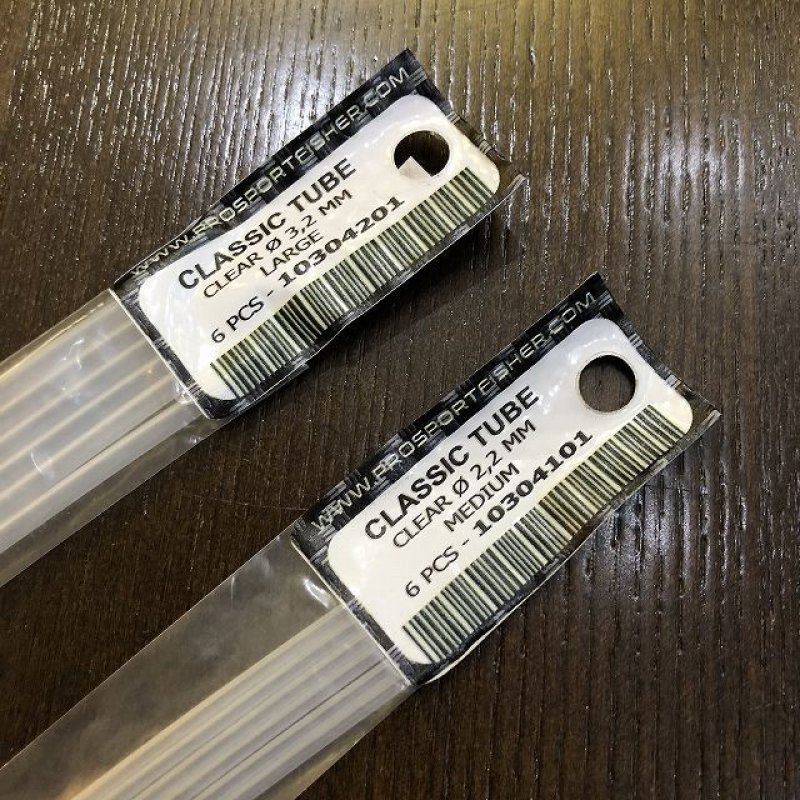 WWW.PROSPORTFISHER.COM
CLASSIC TUBE
CLEAR Ø 3,2 MM
LARGE
6 PCS - 10304201
WWW.PROSPORTFISHER.COM
CLASSIC TUBE
CLEAR Ø 2,2 MM
MEDIUM
6 PCS - 10304101